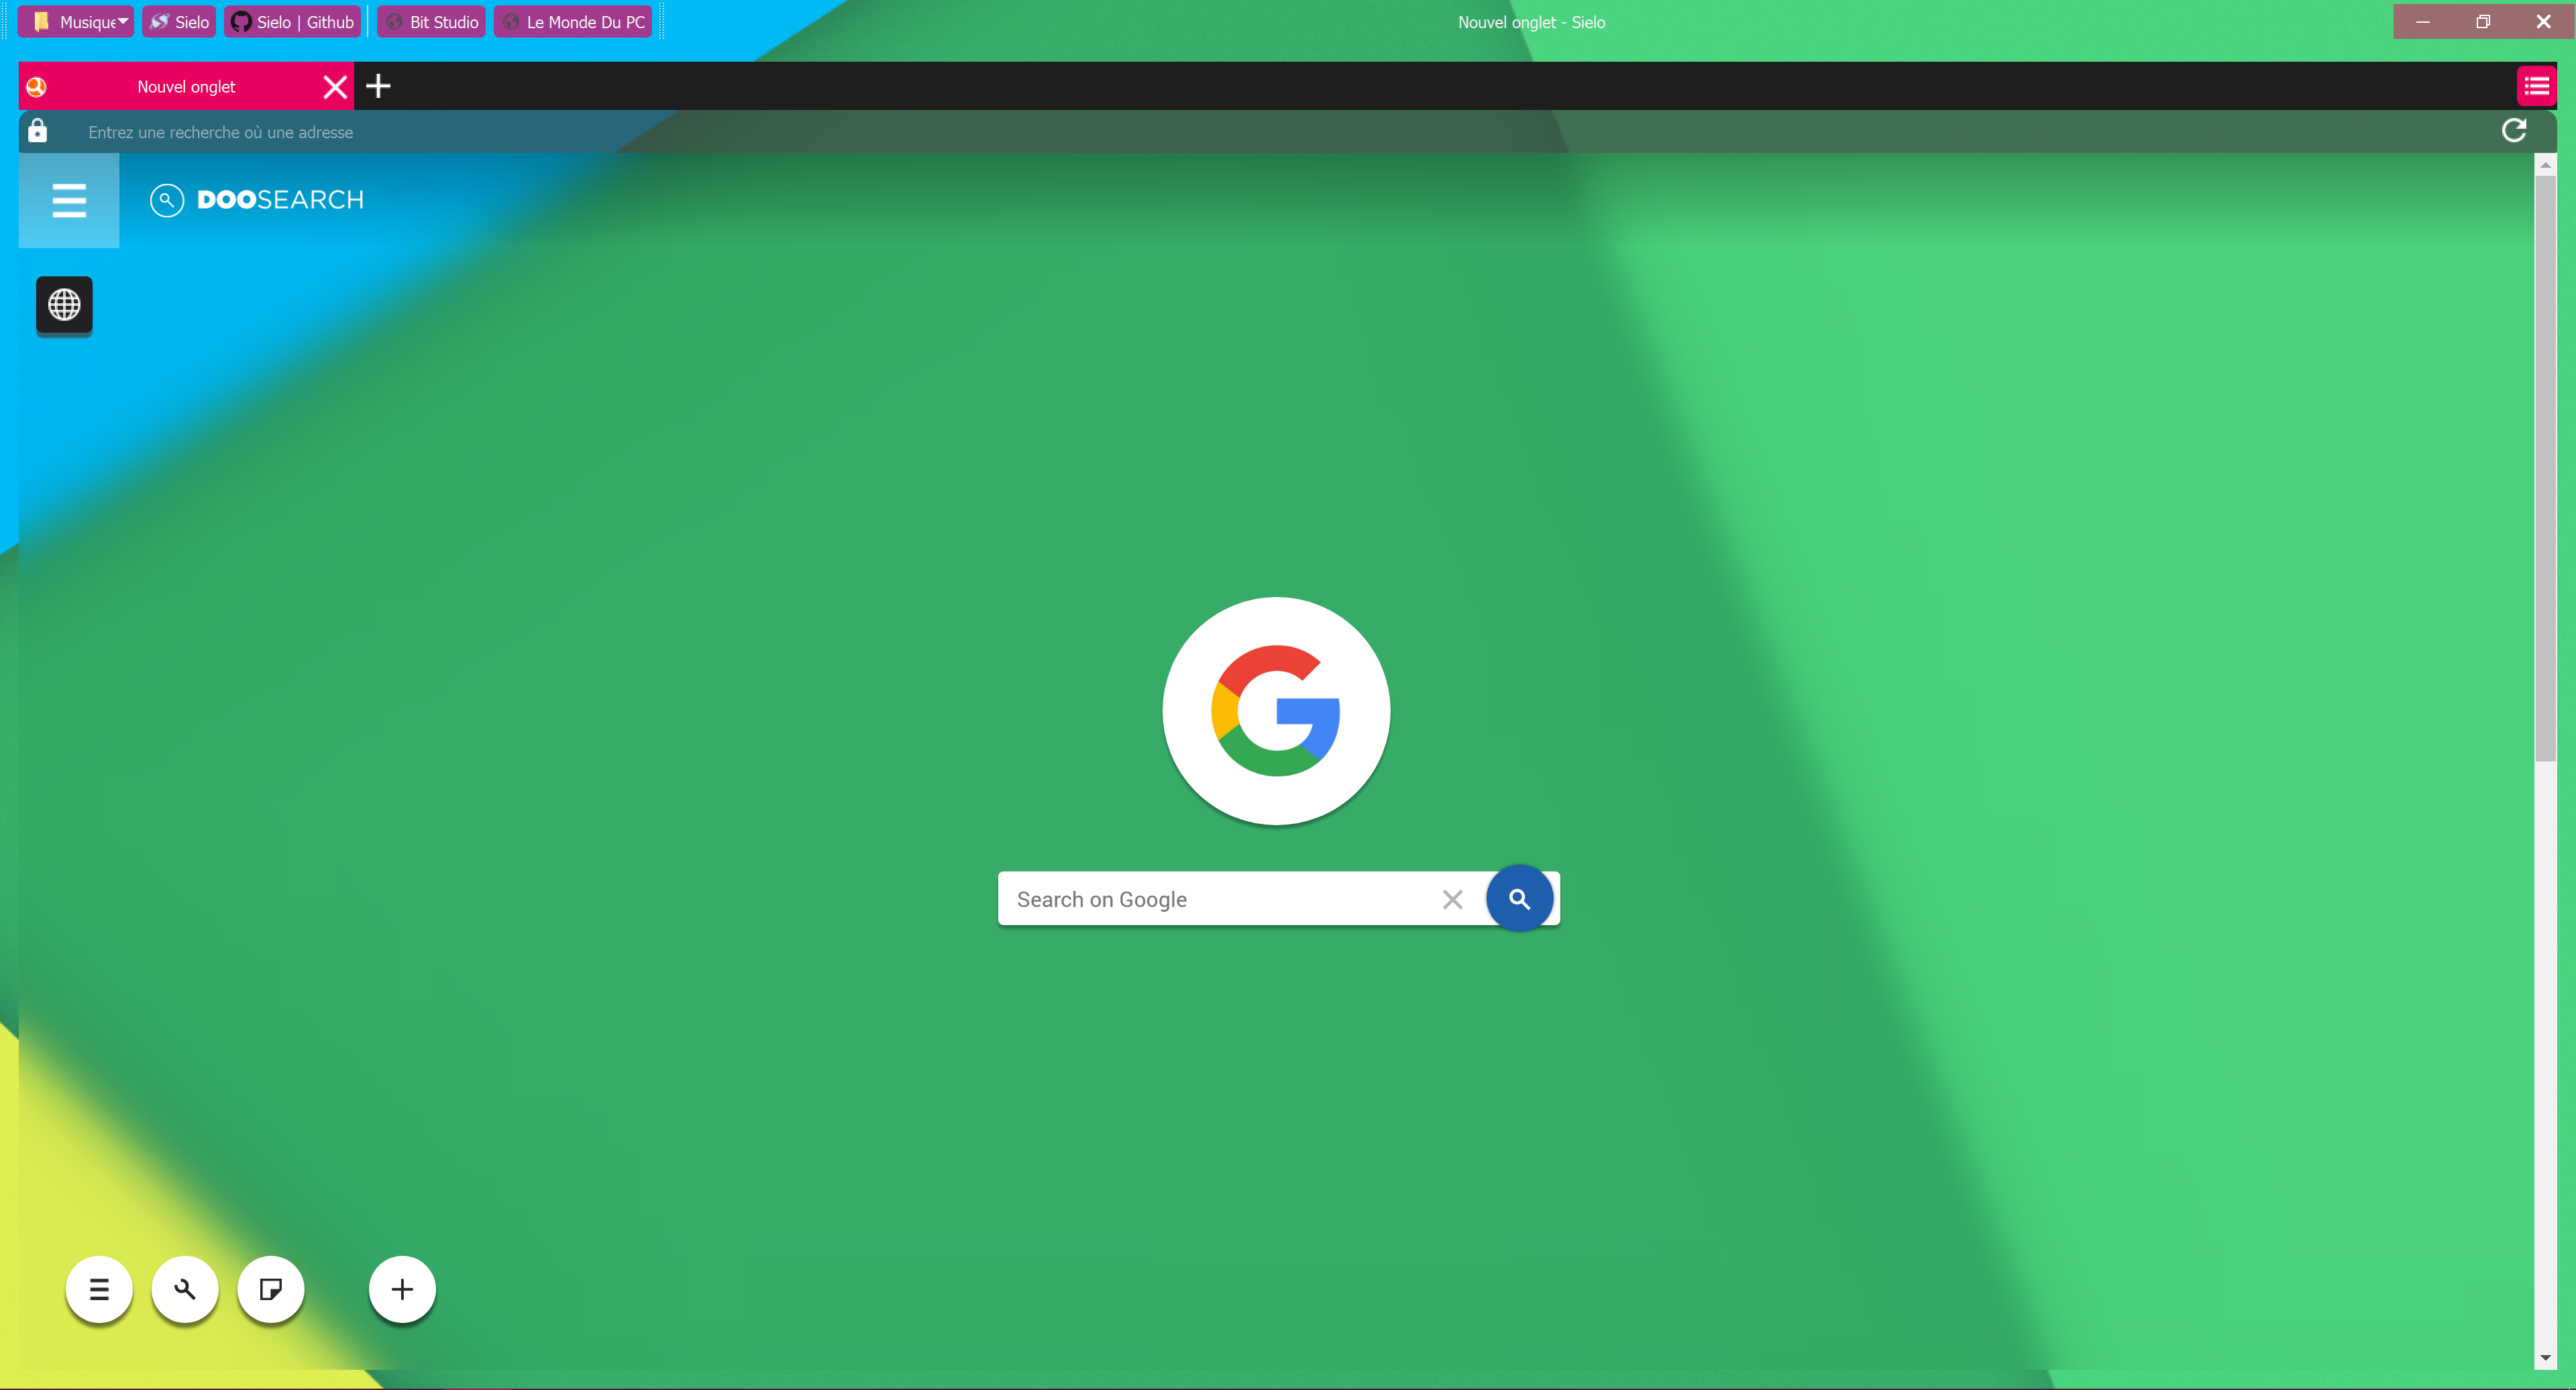 Musique Sielo Sielo | Github Bit Studio Le Monde Du PC Nouvel onglet - Sielo
Nouvel onglet
Entrez une recherche où une adresse
DOOSEARCH
Search on Google